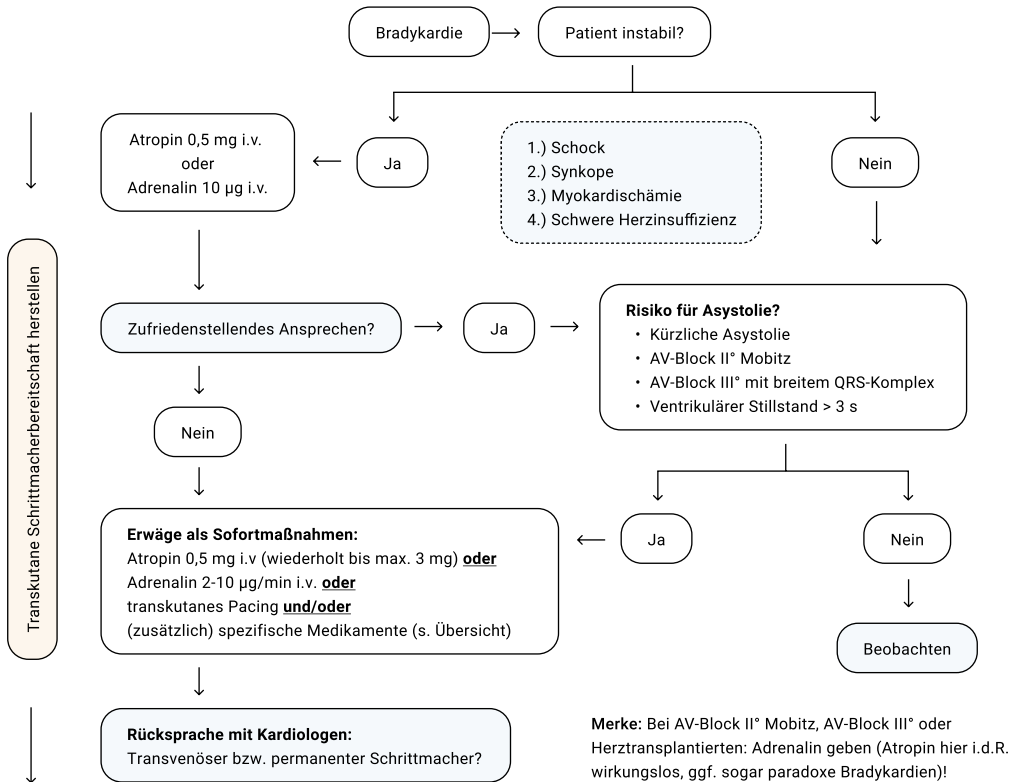 Bradykardie
Patient instabil?
Atropin 0,5 mg i.v.
oder
Adrenalin 10 µg i.v.
Ja
1.) Schock
2.) Synkope
3.) Myokardischämie
4.) Schwere Herzinsuffizienz
Nein
Transkutane Schrittmacherbereitschaft herstellen
Zufriedenstellendes Ansprechen?
Ja
Risiko für Asystolie?
• Kürzliche Asystolie
• AV-Block II° Mobitz
• AV-Block III° mit breitem QRS-Komplex
• Ventrikulärer Stillstand > 3 s
Nein
Erwäge als Sofortmaßnahmen:
Atropin 0,5 mg i.v (wiederholt bis max. 3 mg) oder
Adrenalin 2-10 µg/min i.v. oder
transkutanes Pacing und/oder
(zusätzlich) spezifische Medikamente (s. Übersicht)
Ja
Nein
Beobachten
Rücksprache mit Kardiologen:
Transvenöser bzw. permanenter Schrittmacher?
Merke: Bei AV-Block II° Mobitz, AV-Block III° oder
Herztransplantierten: Adrenalin geben (Atropin hier i.d.R.
wirkungslos, ggf. sogar paradoxe Bradykardien)!